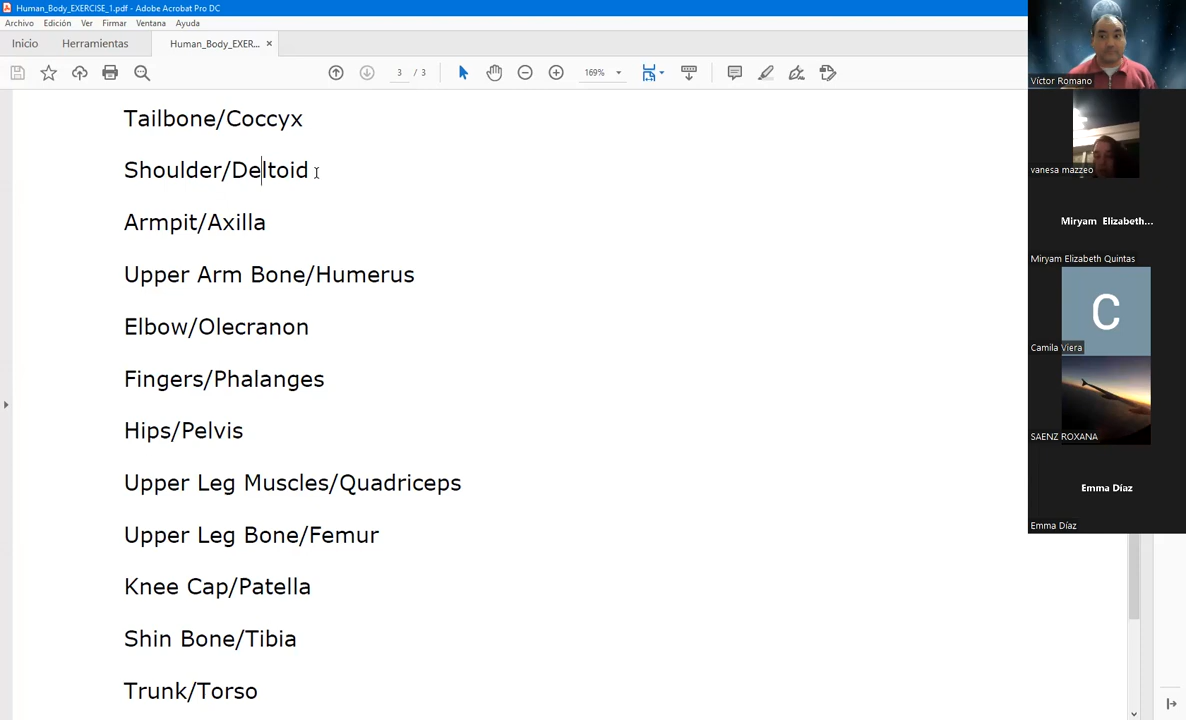 Human_Body_EXERCISE_1.pdf - Adobe Acrobat Pro DC
Archivo Edición Ver Firmar Ventana Ayuda
Inicio Herramientas Human_Body_EXER... ×
3 / 3 169%
Tailbone/Coccyx
Shoulder/Deltoid
Armpit/Axilla
Upper Arm Bone/Humerus
Elbow/Olecranon
Fingers/Phalanges
Hips/Pelvis
Upper Leg Muscles/Quadriceps
Upper Leg Bone/Femur
Knee Cap/Patella
Shin Bone/Tibia
Trunk/Torso
Víctor Romano
vanesa mazzeo
Miryam Elizabeth...
Miryam Elizabeth Quintas
C
Camila Viera
SAENZ ROXANA
Emma Díaz
Emma Díaz